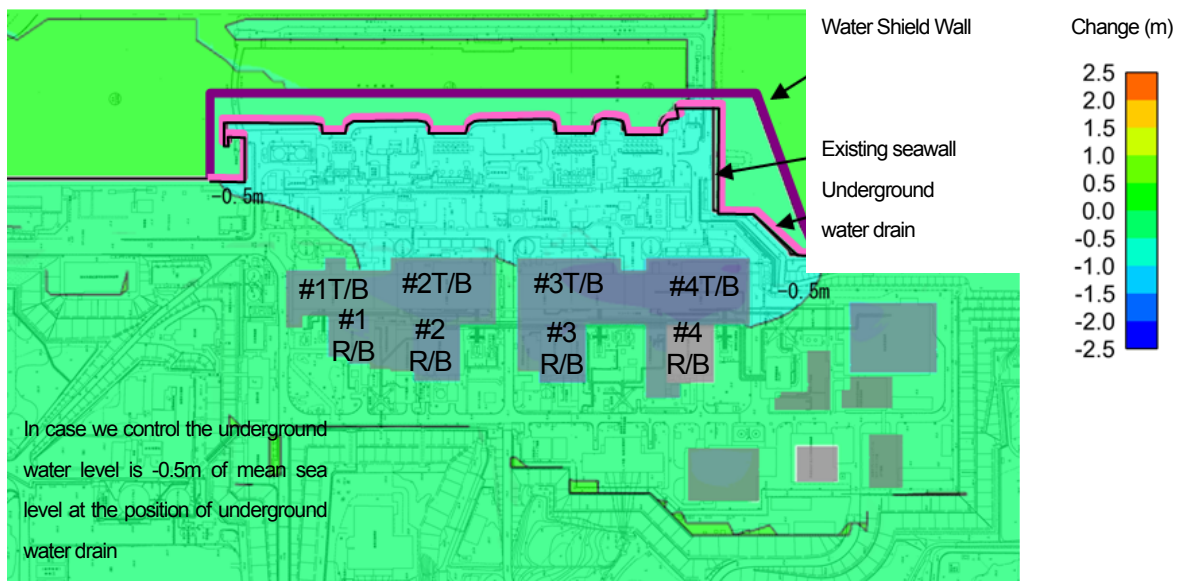 Water Shield Wall
Change (m)
2.5
2.0
1.5
1.0
0.5
0.0
-0.5
-1.0
-1.5
-2.0
-2.5
Existing seawall
Underground
water drain
-0.5m
-0.5m
#1T/B
#2T/B
#3T/B
#4T/B
#1
R/B
#2
R/B
#3
R/B
#4
R/B
In case we control the underground
water level is -0.5m of mean sea
level at the position of underground
water drain